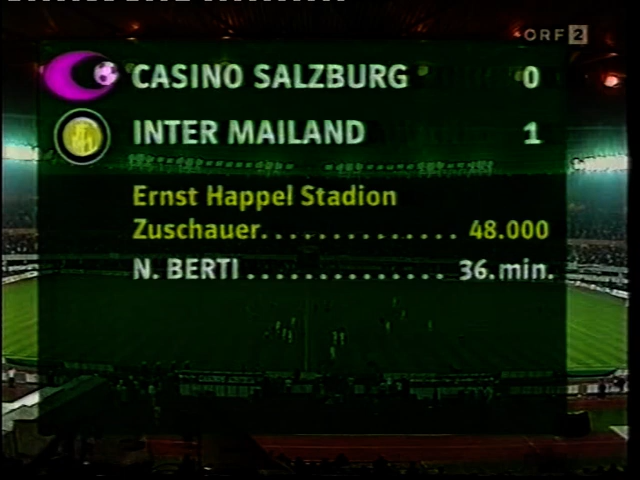 ORF 2
CASINO SALZBURG 0
INTER MAILAND 1
Ernst Happel Stadion
Zuschauer.............. 48.000
N. BERTI.............. 36.min.